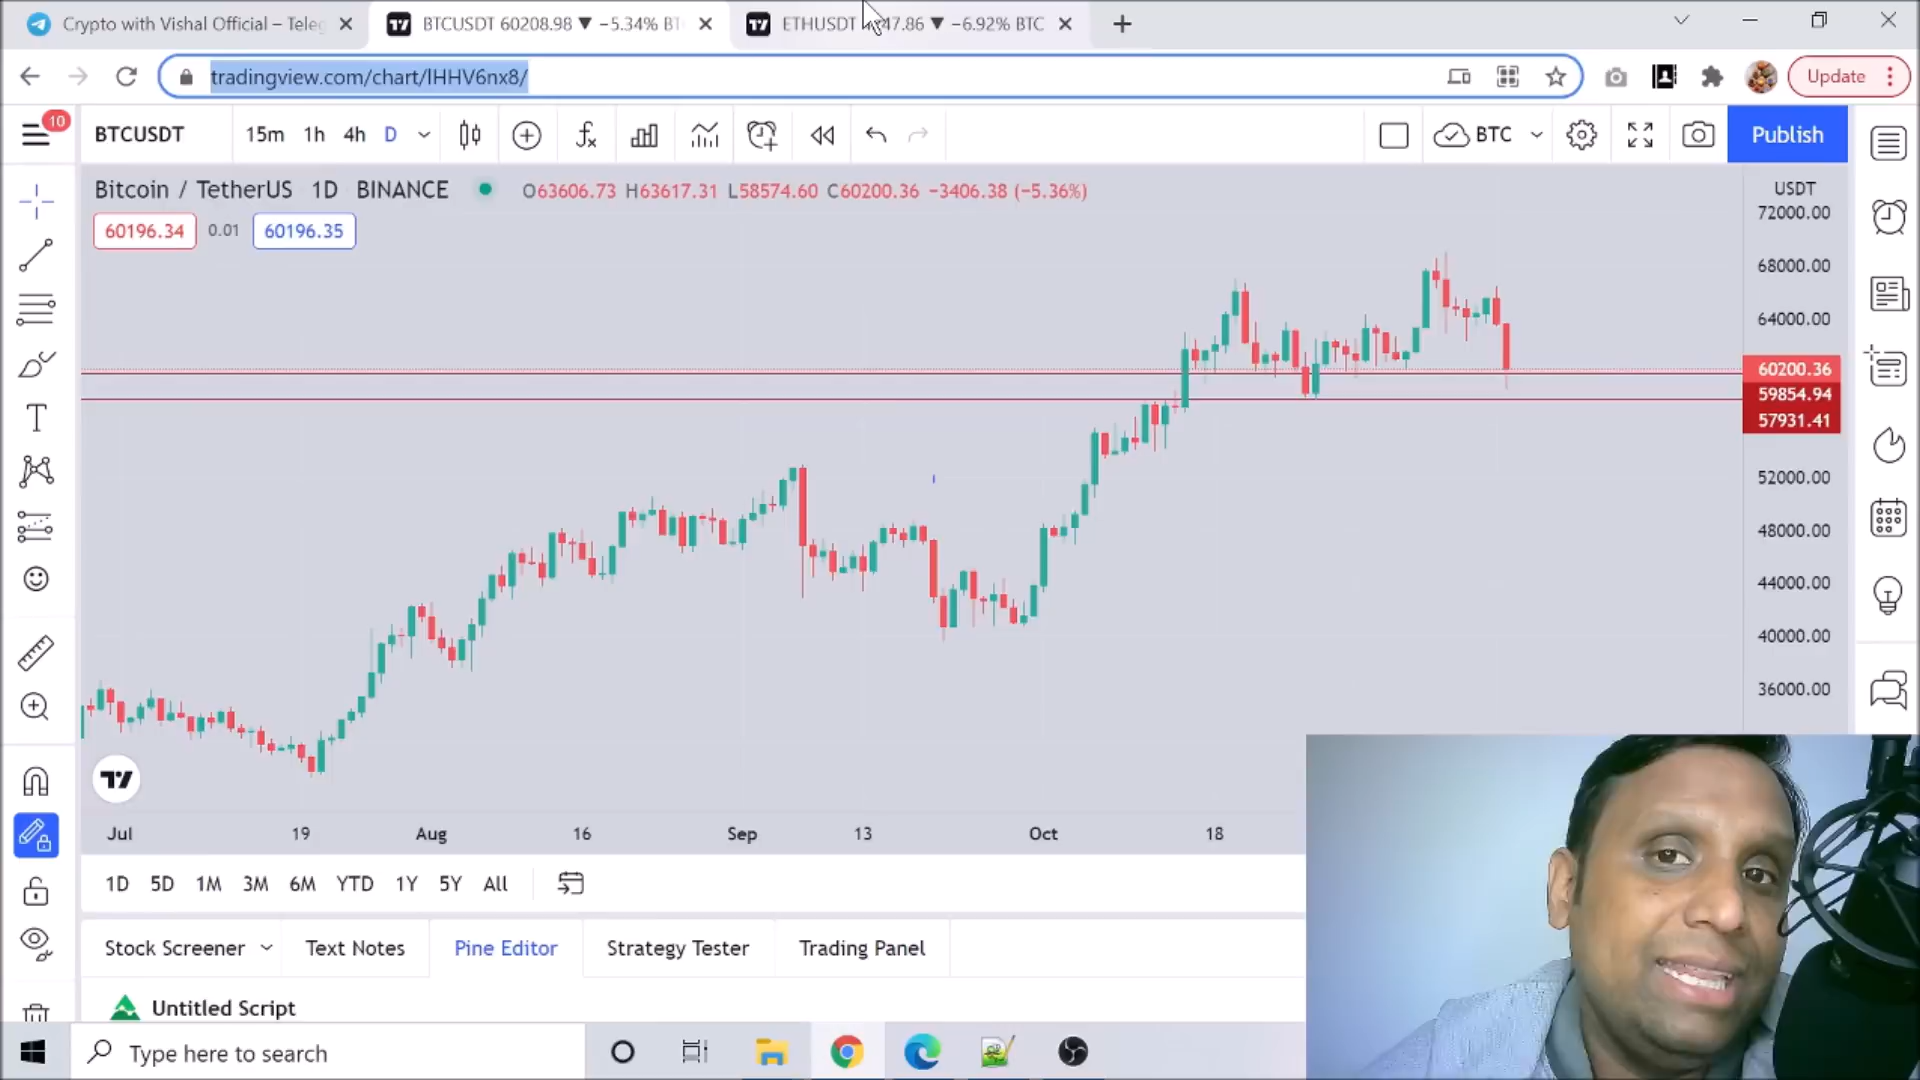 Crypto with Vishal Official – Teleg
BTCUSDT 60208.98 ▼ −5.34% BT
ETHUSDT 47.86 ▼ −6.92% BTC
tradingview.com/chart/lHHV6nx8/
Update
10
BTCUSDT
15m 1h 4h D
BTC
Publish
Bitcoin / TetherUS 1D BINANCE
O63606.73 H63617.31 L58574.60 C60200.36 −3406.38 (−5.36%)
60196.34 0.01 60196.35
USDT
72000.00
68000.00
64000.00
60200.36
59854.94
57931.41
52000.00
48000.00
44000.00
40000.00
36000.00
Jul 19 Aug 16 Sep 13 Oct 18
1D 5D 1M 3M 6M YTD 1Y 5Y All
Stock Screener Text Notes Pine Editor Strategy Tester Trading Panel
Untitled Script
Type here to search